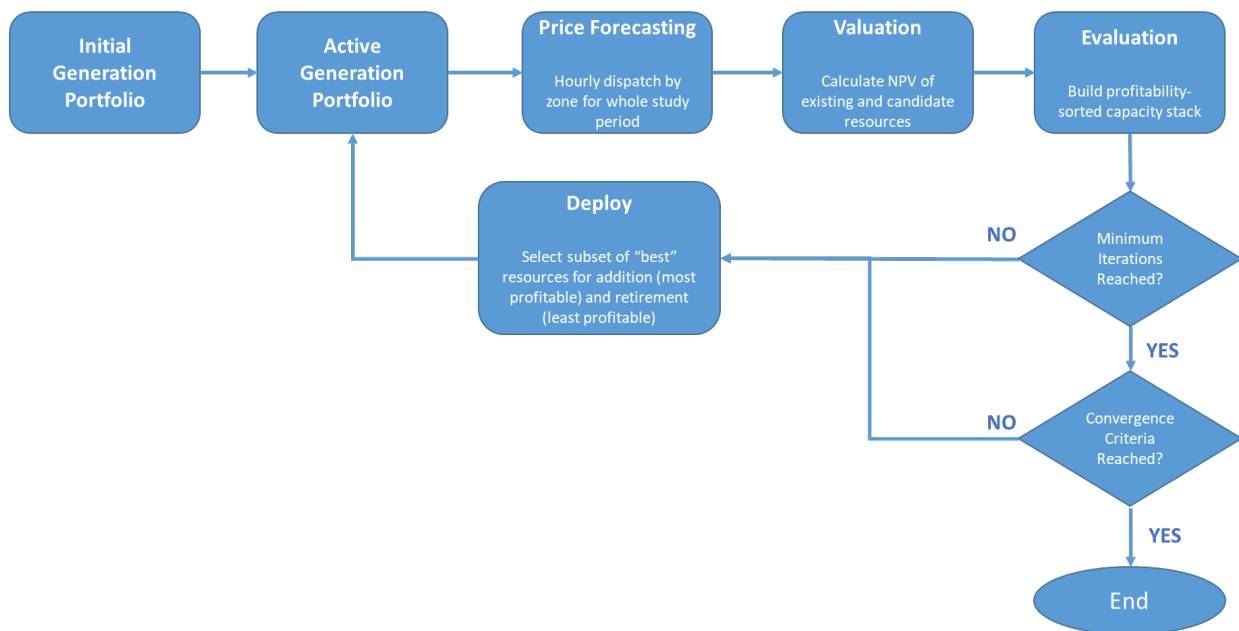 Initial
Generation
Portfolio
Active
Generation
Portfolio
Price Forecasting
Hourly dispatch by
zone for whole study
period
Valuation
Calculate NPV of
existing and candidate
resources
Evaluation
Build profitability-
sorted capacity stack
Deploy
Select subset of “best”
resources for addition (most
profitable) and retirement
(least profitable)
NO
Minimum
Iterations
Reached?
YES
NO
Convergence
Criteria
Reached?
YES
End